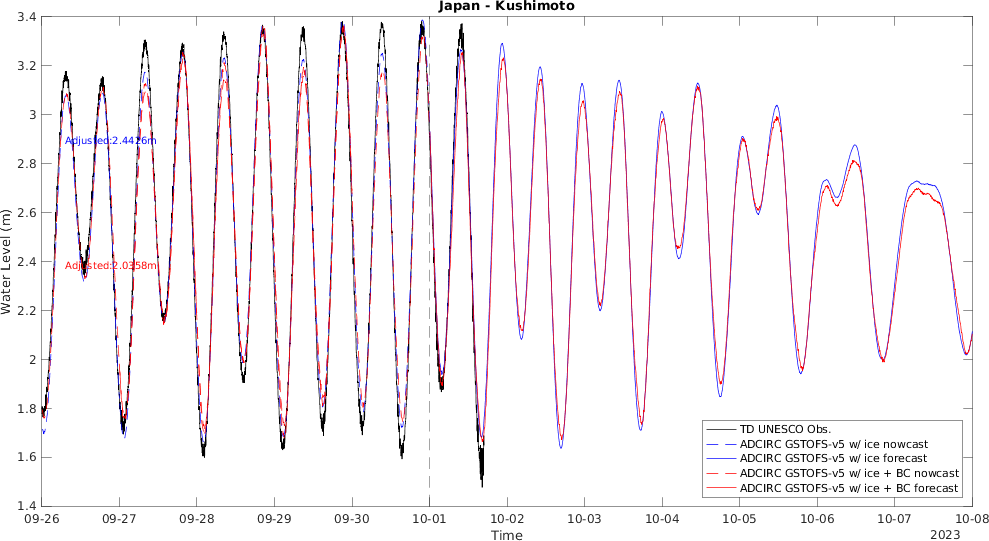 Japan - Kushimoto
3.4
3.2
3
2.8
2.6
2.4
2.2
2
1.8
1.6
1.4
Water Level (m)
Adjusted:2.4426m
Adjusted:2.0358m
TD UNESCO Obs.
ADCIRC GSTOFS-v5 w/ ice nowcast
ADCIRC GSTOFS-v5 w/ ice forecast
ADCIRC GSTOFS-v5 w/ ice + BC nowcast
ADCIRC GSTOFS-v5 w/ ice + BC forecast
09-26 09-27 09-28 09-29 09-30 10-01 10-02 10-03 10-04 10-05 10-06 10-07 10-08
Time
2023